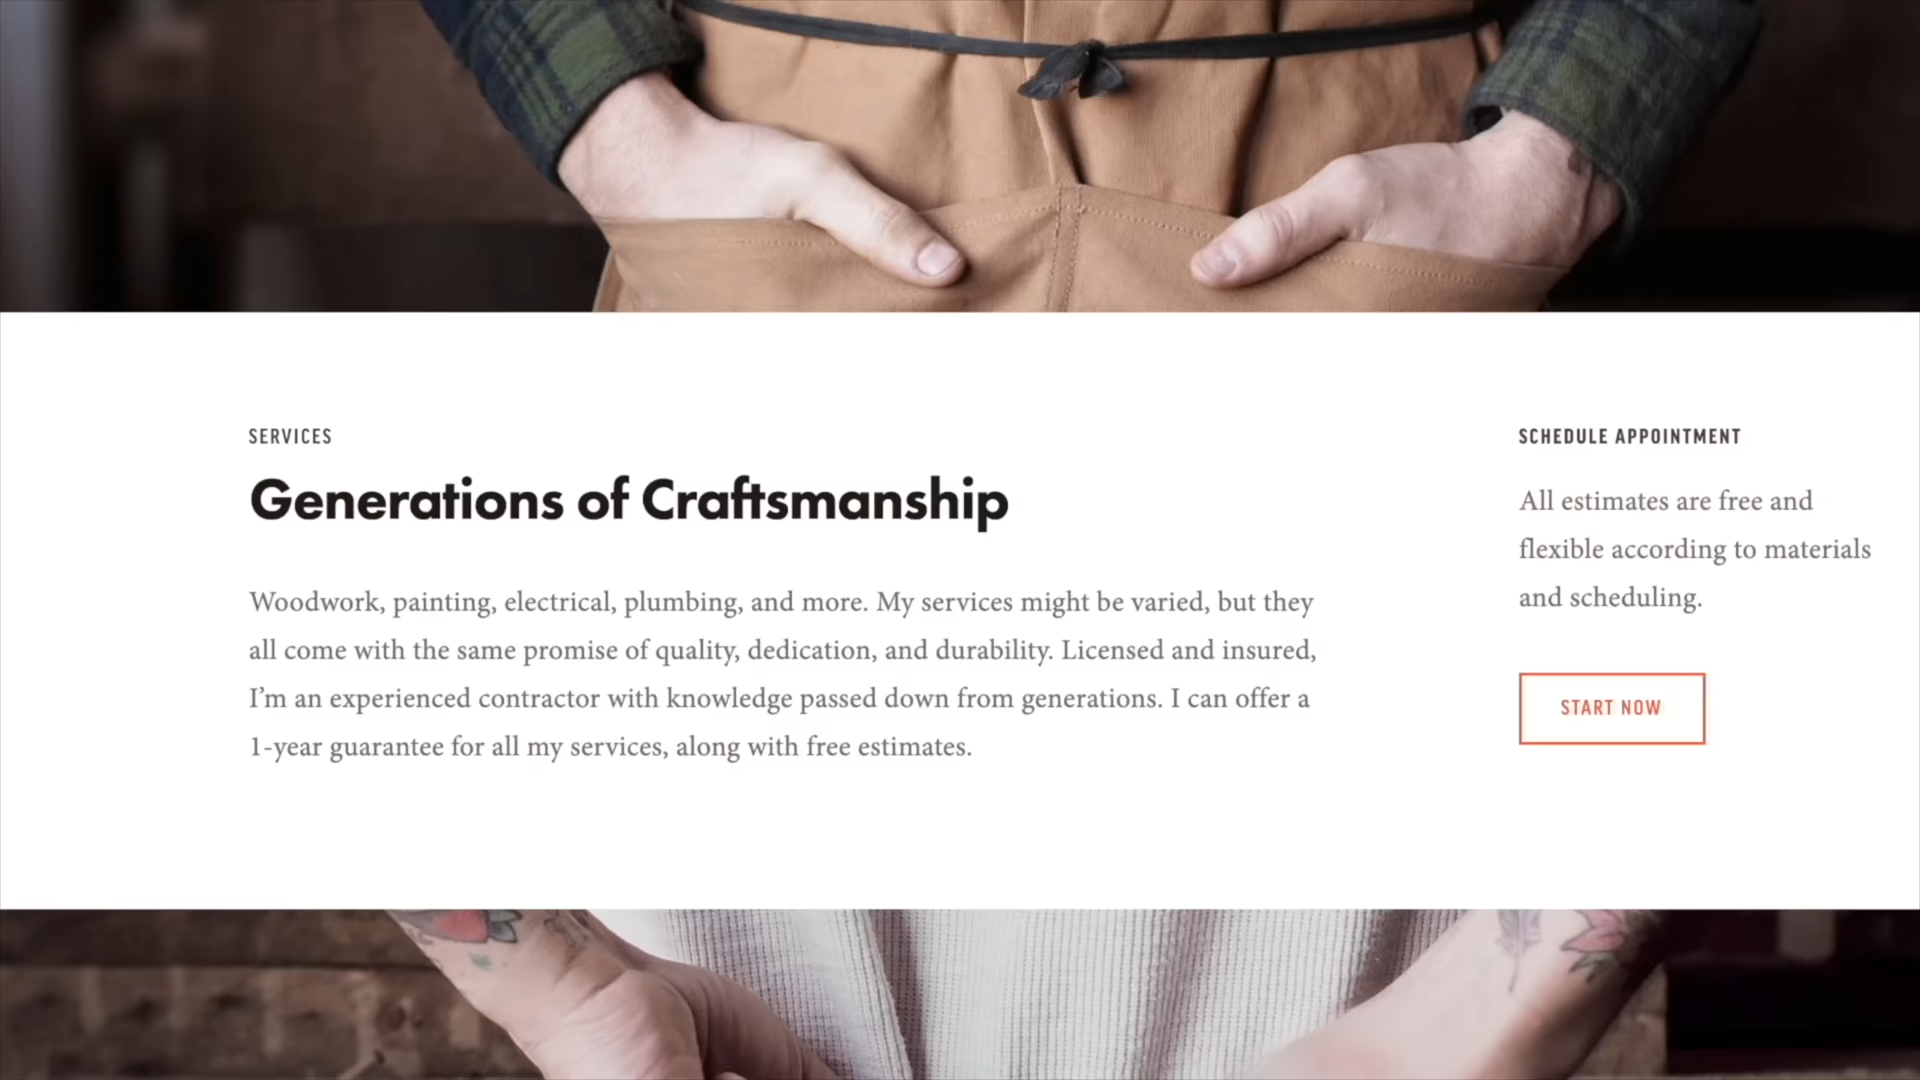 SERVICES
Generations of Craftsmanship
Woodwork, painting, electrical, plumbing, and more. My services might be varied, but they
all come with the same promise of quality, dedication, and durability. Licensed and insured,
I’m an experienced contractor with knowledge passed down from generations. I can offer a
1-year guarantee for all my services, along with free estimates.
SCHEDULE APPOINTMENT
All estimates are free and
flexible according to materials
and scheduling.
START NOW